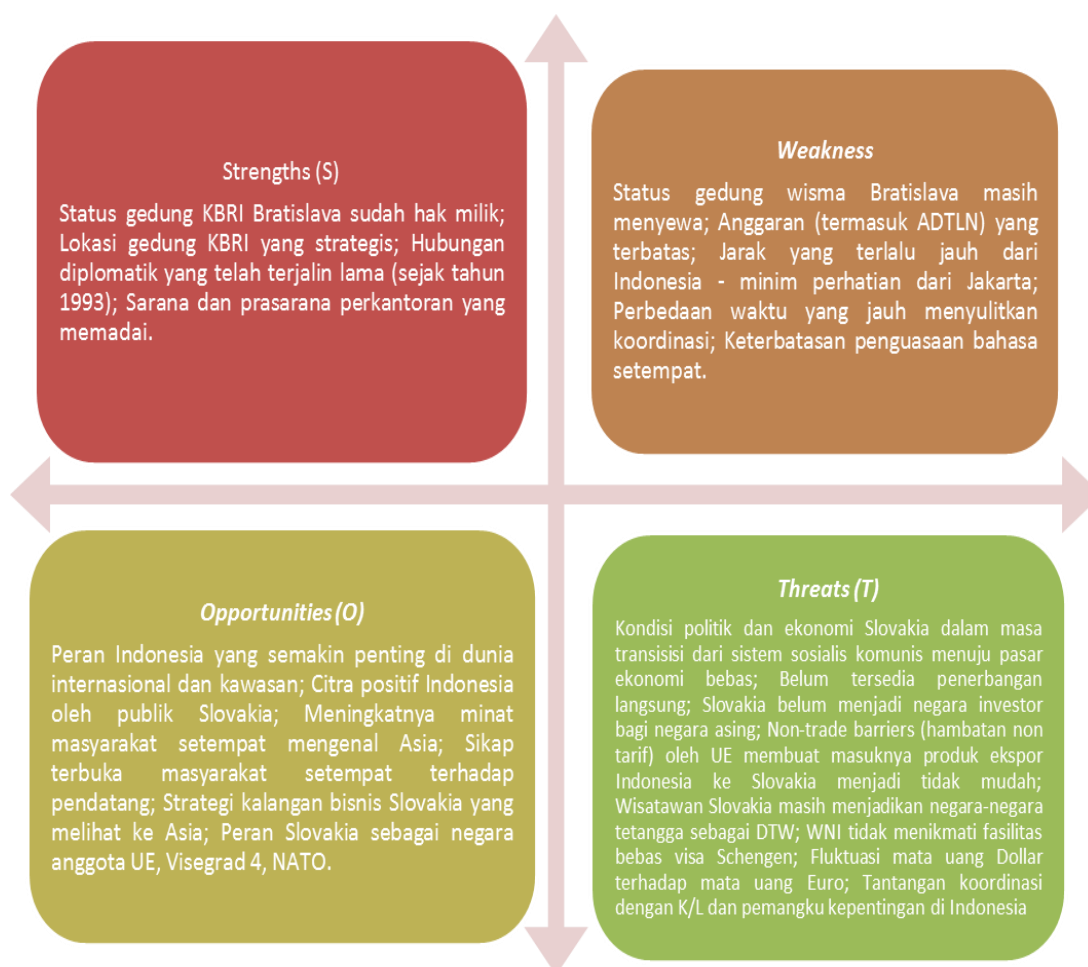 Strengths (S)
Status gedung KBRI Bratislava sudah hak milik;
Lokasi gedung KBRI yang strategis; Hubungan
diplomatik yang telah terjalin lama (sejak tahun
1993); Sarana dan prasarana perkantoran yang
memadai.
Weakness
Status gedung wisma Bratislava masih
menyewa; Anggaran (termasuk ADTLN) yang
terbatas; Jarak yang terlalu jauh dari
Indonesia - minim perhatian dari Jakarta;
Perbedaan waktu yang jauh menyulitkan
koordinasi; Keterbatasan penguasaan bahasa
setempat.
Opportunities (O)
Peran Indonesia yang semakin penting di dunia
internasional dan kawasan; Citra positif Indonesia
oleh publik Slovakia; Meningkatnya minat
masyarakat setempat mengenal Asia; Sikap
terbuka masyarakat setempat terhadap
pendatang; Strategi kalangan bisnis Slovakia yang
melihat ke Asia; Peran Slovakia sebagai negara
anggota UE, Visegrad 4, NATO.
Threats (T)
Kondisi politik dan ekonomi Slovakia dalam masa
transisisi dari sistem sosialis komunis menuju pasar
ekonomi bebas; Belum tersedia penerbangan
langsung; Slovakia belum menjadi negara investor
bagi negara asing; Non-trade barriers (hambatan non
tarif) oleh UE membuat masuknya produk ekspor
Indonesia ke Slovakia menjadi tidak mudah;
Wisatawan Slovakia masih menjadikan negara-negara
tetangga sebagai DTW; WNI tidak menikmati fasilitas
bebas visa Schengen; Fluktuasi mata uang Dollar
terhadap mata uang Euro; Tantangan koordinasi
dengan K/L dan pemangku kepentingan di Indonesia